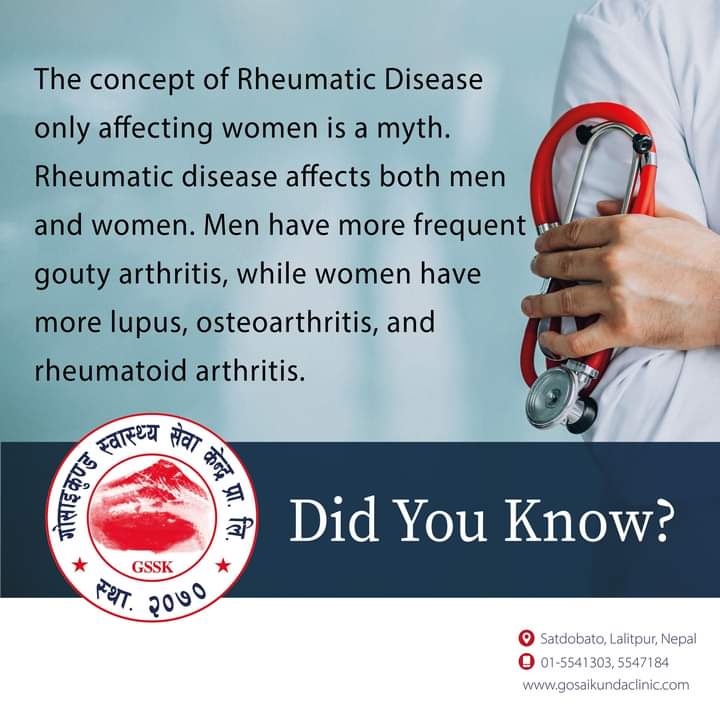 The concept of Rheumatic Disease
only affecting women is a myth.
Rheumatic disease affects both men
and women. Men have more frequent
gouty arthritis, while women have
more lupus, osteoarthritis, and
rheumatoid arthritis.
गोसाइकुण्ड स्वास्थ्य सेवा केन्द्र प्रा. लि.
GSSK
स्था. २०७०
Did You Know?
Satdobato, Lalitpur, Nepal
01-5541303, 5547184
www.gosaikundaclinic.com